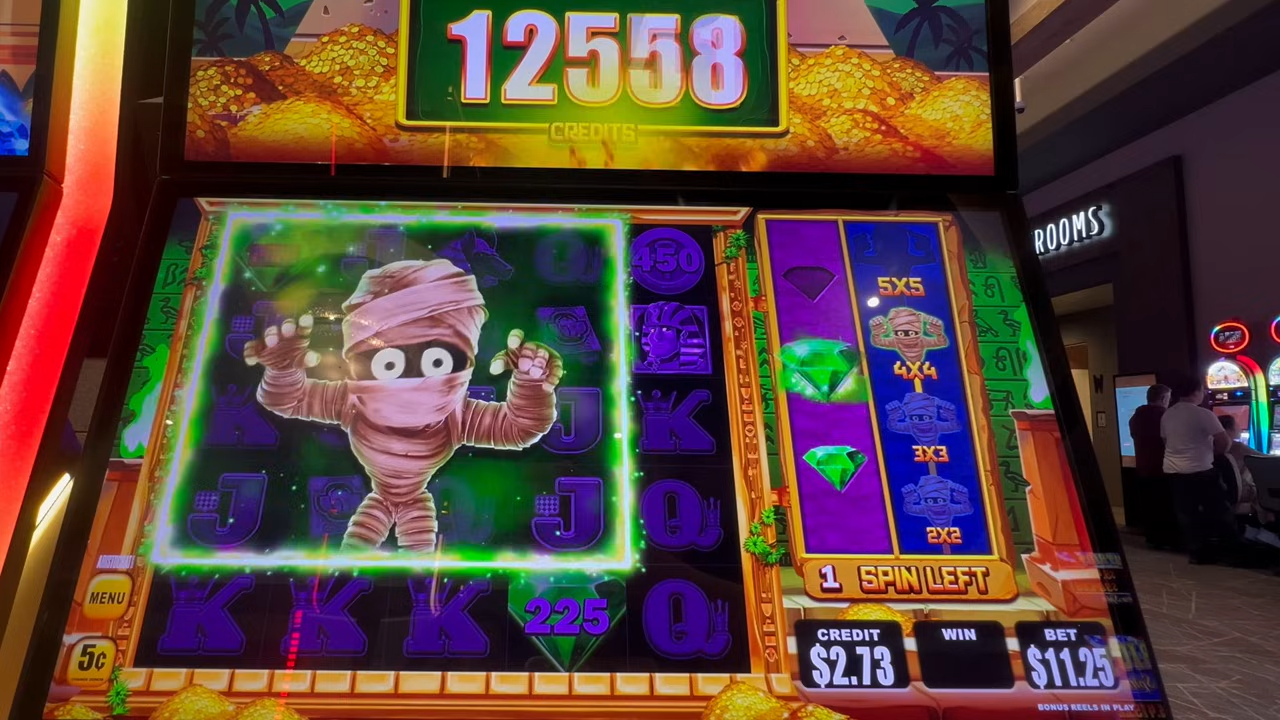 12558
CREDITS
450
K
K
J
K
J
J
Q
K
K
K
225
Q
5X5
4X4
3X3
2X2
1 SPIN LEFT
MENU
5¢
CREDIT
$2.73
WIN
BET
$11.25
BONUS REELS IN PLAY
ROOMS
W